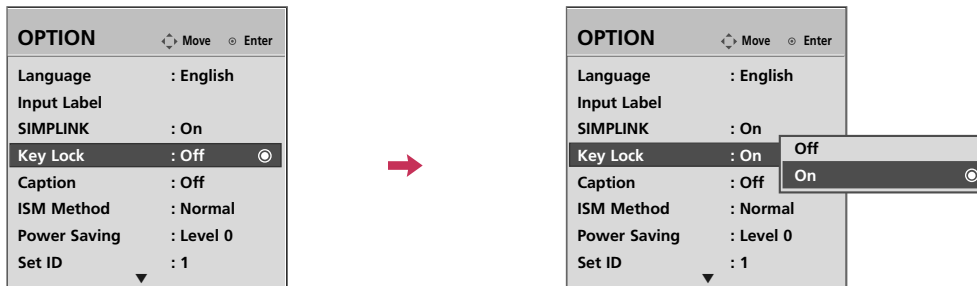 OPTION Move Enter
Language : English
Input Label
SIMPLINK : On
Key Lock : Off
Caption : Off
ISM Method : Normal
Power Saving : Level 0
Set ID : 1
OPTION Move Enter
Language : English
Input Label
SIMPLINK : On
Key Lock : On
Caption : Off
ISM Method : Normal
Power Saving : Level 0
Set ID : 1
Off
On